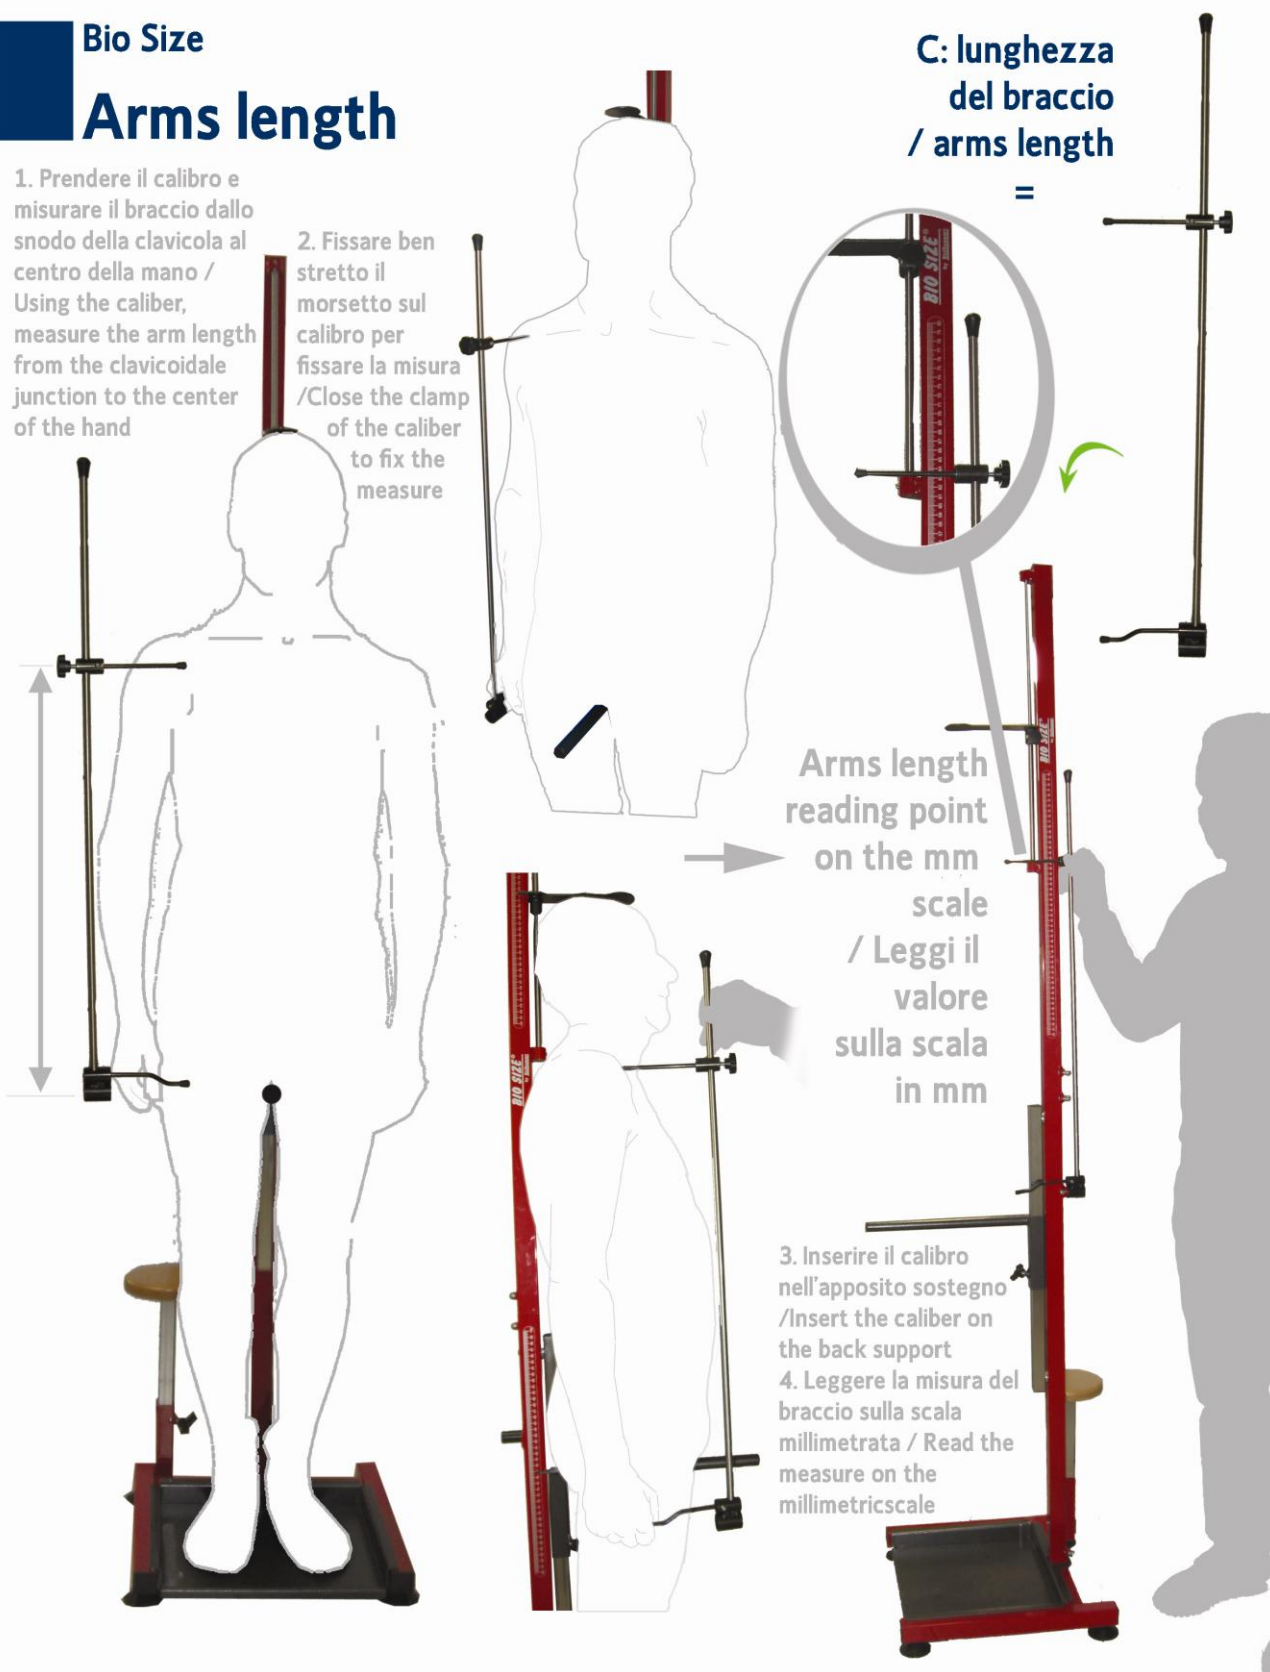 Bio Size
Arms length
1. Prendere il calibro e
misurare il braccio dallo
snodo della clavicola al
centro della mano /
Using the caliber,
measure the arm length
from the clavicoidale
junction to the center
of the hand
2. Fissare ben
stretto il
morsetto sul
calibro per
fissare la misura
/Close the clamp
of the caliber
to fix the
measure
C: lunghezza
del braccio
/ arms length
=
BIO SIZE®
Arms length
reading point
on the mm
scale
/ Leggi il
valore
sulla scala
in mm
BIO SIZE®
BIO SIZE®
3. Inserire il calibro
nell'apposito sostegno
/Insert the caliber on
the back support
4. Leggere la misura del
braccio sulla scala
millimetrata / Read the
measure on the
millimetricscale